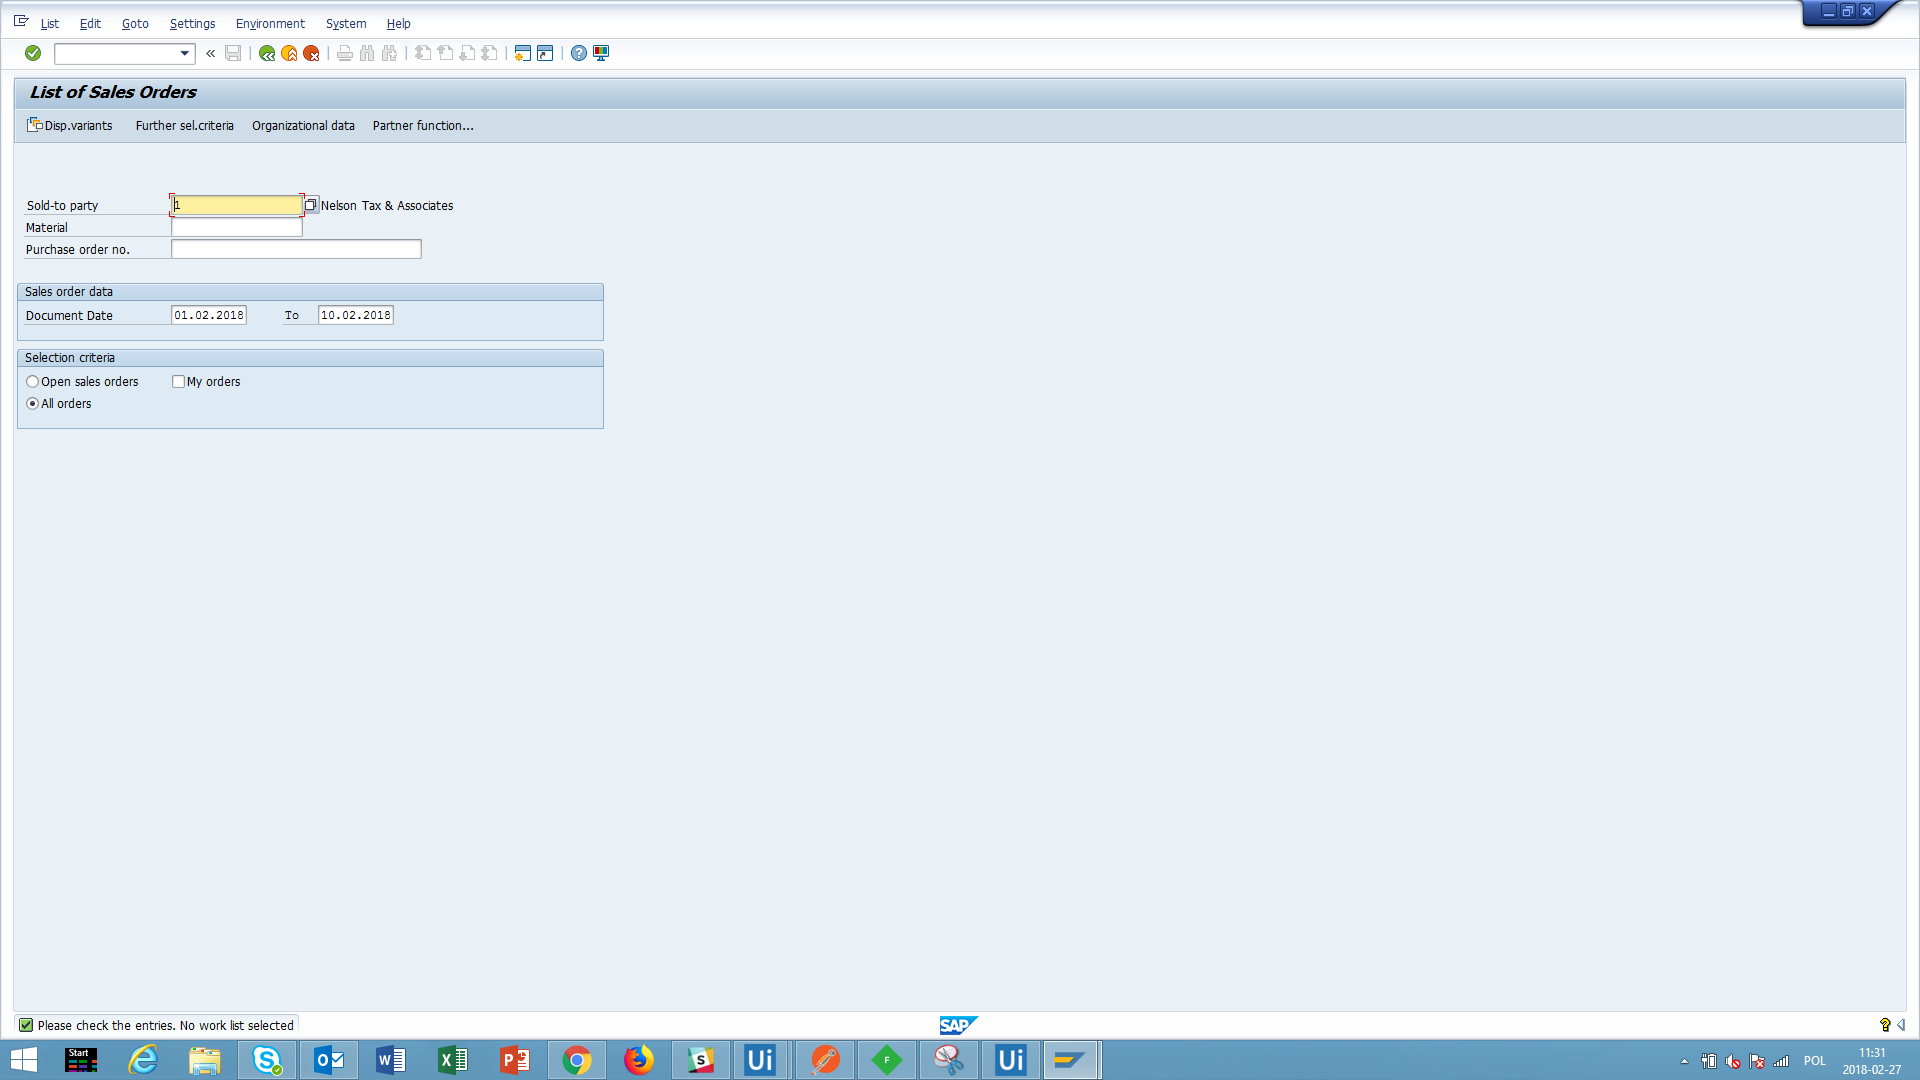 List Edit Goto Settings Environment System Help
List of Sales Orders
Disp.variants Further sel.criteria Organizational data Partner function...
Sold-to party 1 Nelson Tax & Associates
Material
Purchase order no.
Sales order data
Document Date 01.02.2018 To 10.02.2018
Selection criteria
Open sales orders My orders
All orders
Please check the entries. No work list selected
SAP
Start
Ui
Ui
POL
11:31
2018-02-27